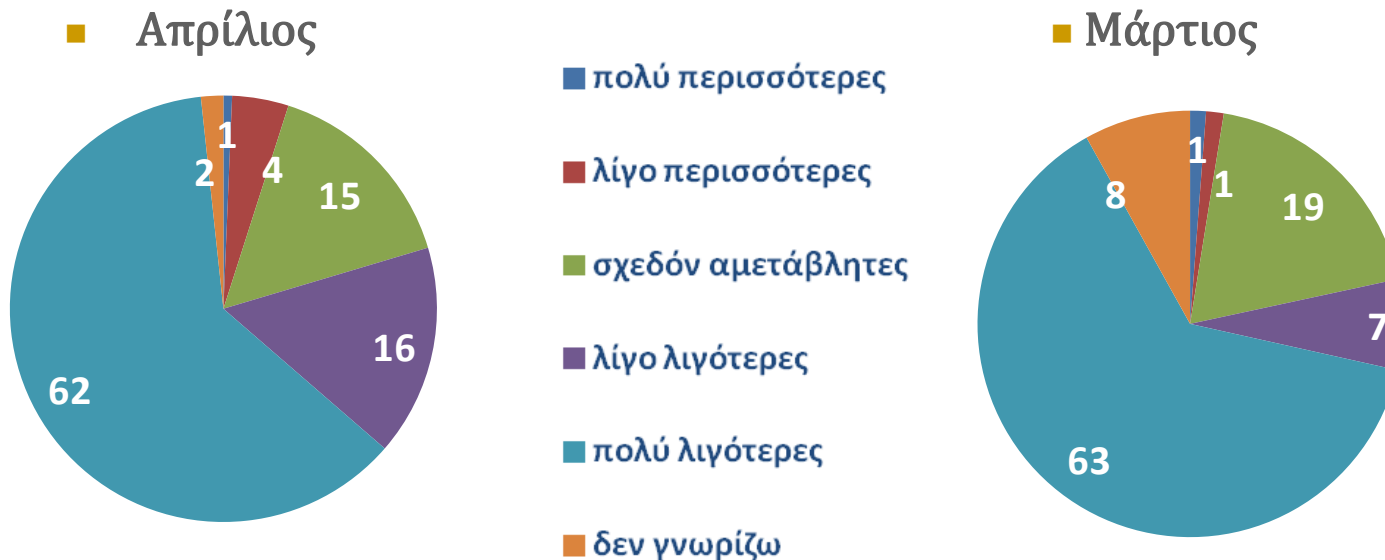 Απρίλιος
Μάρτιος
πολύ περισσότερες
λίγο περισσότερες
σχεδόν αμετάβλητες
λίγο λιγότερες
πολύ λιγότερες
δεν γνωρίζω
1
4
15
16
62
2
1
1
19
7
63
8